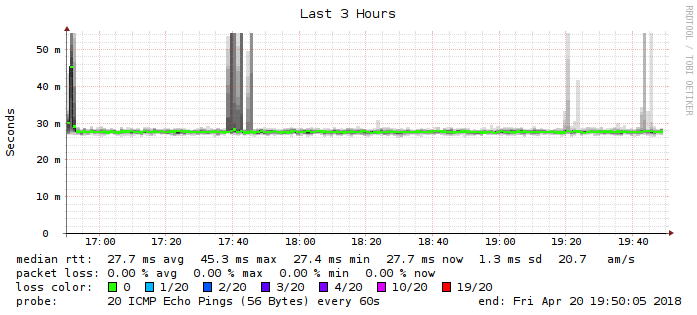 Last 3 Hours
RRDTOOL / TOBI OETIKER
Seconds
50 m
40 m
30 m
20 m
10 m
0
17:00 17:20 17:40 18:00 18:20 18:40 19:00 19:20 19:40
median rtt: 27.7 ms avg 45.3 ms max 27.4 ms min 27.7 ms now 1.3 ms sd 20.7 am/s
packet loss: 0.00 % avg 0.00 % max 0.00 % min 0.00 % now
loss color: 0 1/20 2/20 3/20 4/20 10/20 19/20
probe: 20 ICMP Echo Pings (56 Bytes) every 60s end: Fri Apr 20 19:50:05 2018